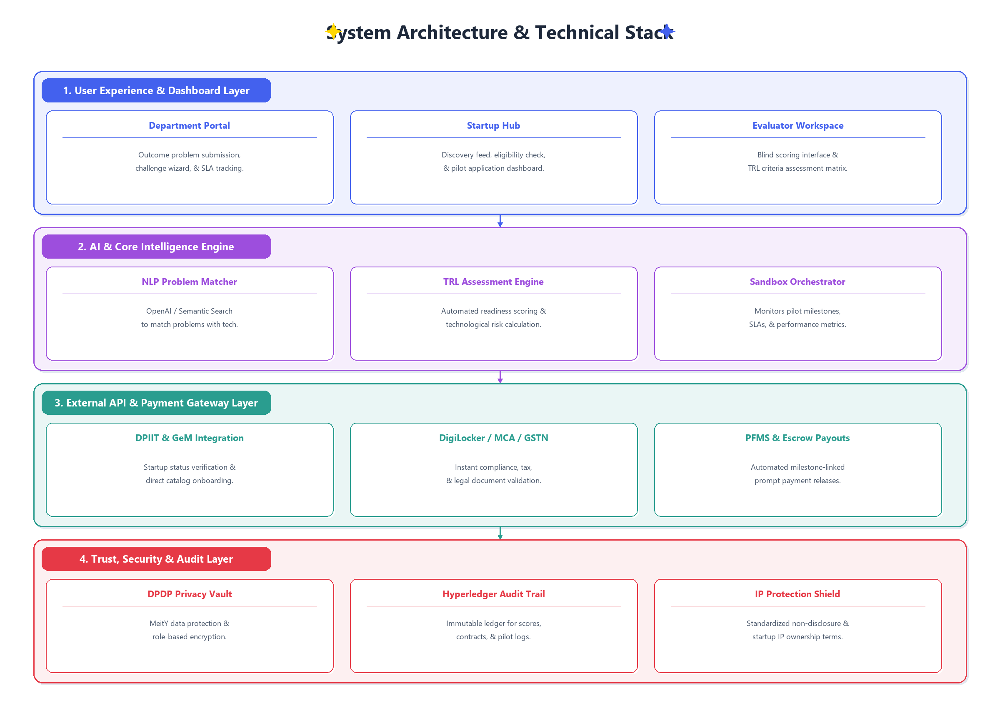 System Architecture & Technical Stack
1. User Experience & Dashboard Layer
Department Portal
Outcome problem submission,
challenge wizard, & SLA tracking.
Startup Hub
Discovery feed, eligibility check,
& pilot application dashboard.
Evaluator Workspace
Blind scoring interface &
TRL criteria assessment matrix.
2. AI & Core Intelligence Engine
NLP Problem Matcher
OpenAI / Semantic Search
to match problems with tech.
TRL Assessment Engine
Automated readiness scoring &
technological risk calculation.
Sandbox Orchestrator
Monitors pilot milestones,
SLAs, & performance metrics.
3. External API & Payment Gateway Layer
DPIIT & GeM Integration
Startup status verification &
direct catalog onboarding.
DigiLocker / MCA / GSTN
Instant compliance, tax,
& legal document validation.
PFMS & Escrow Payouts
Automated milestone-linked
prompt payment releases.
4. Trust, Security & Audit Layer
DPDP Privacy Vault
MeitY data protection &
role-based encryption.
Hyperledger Audit Trail
Immutable ledger for scores,
contracts, & pilot logs.
IP Protection Shield
Standardized non-disclosure &
startup IP ownership terms.